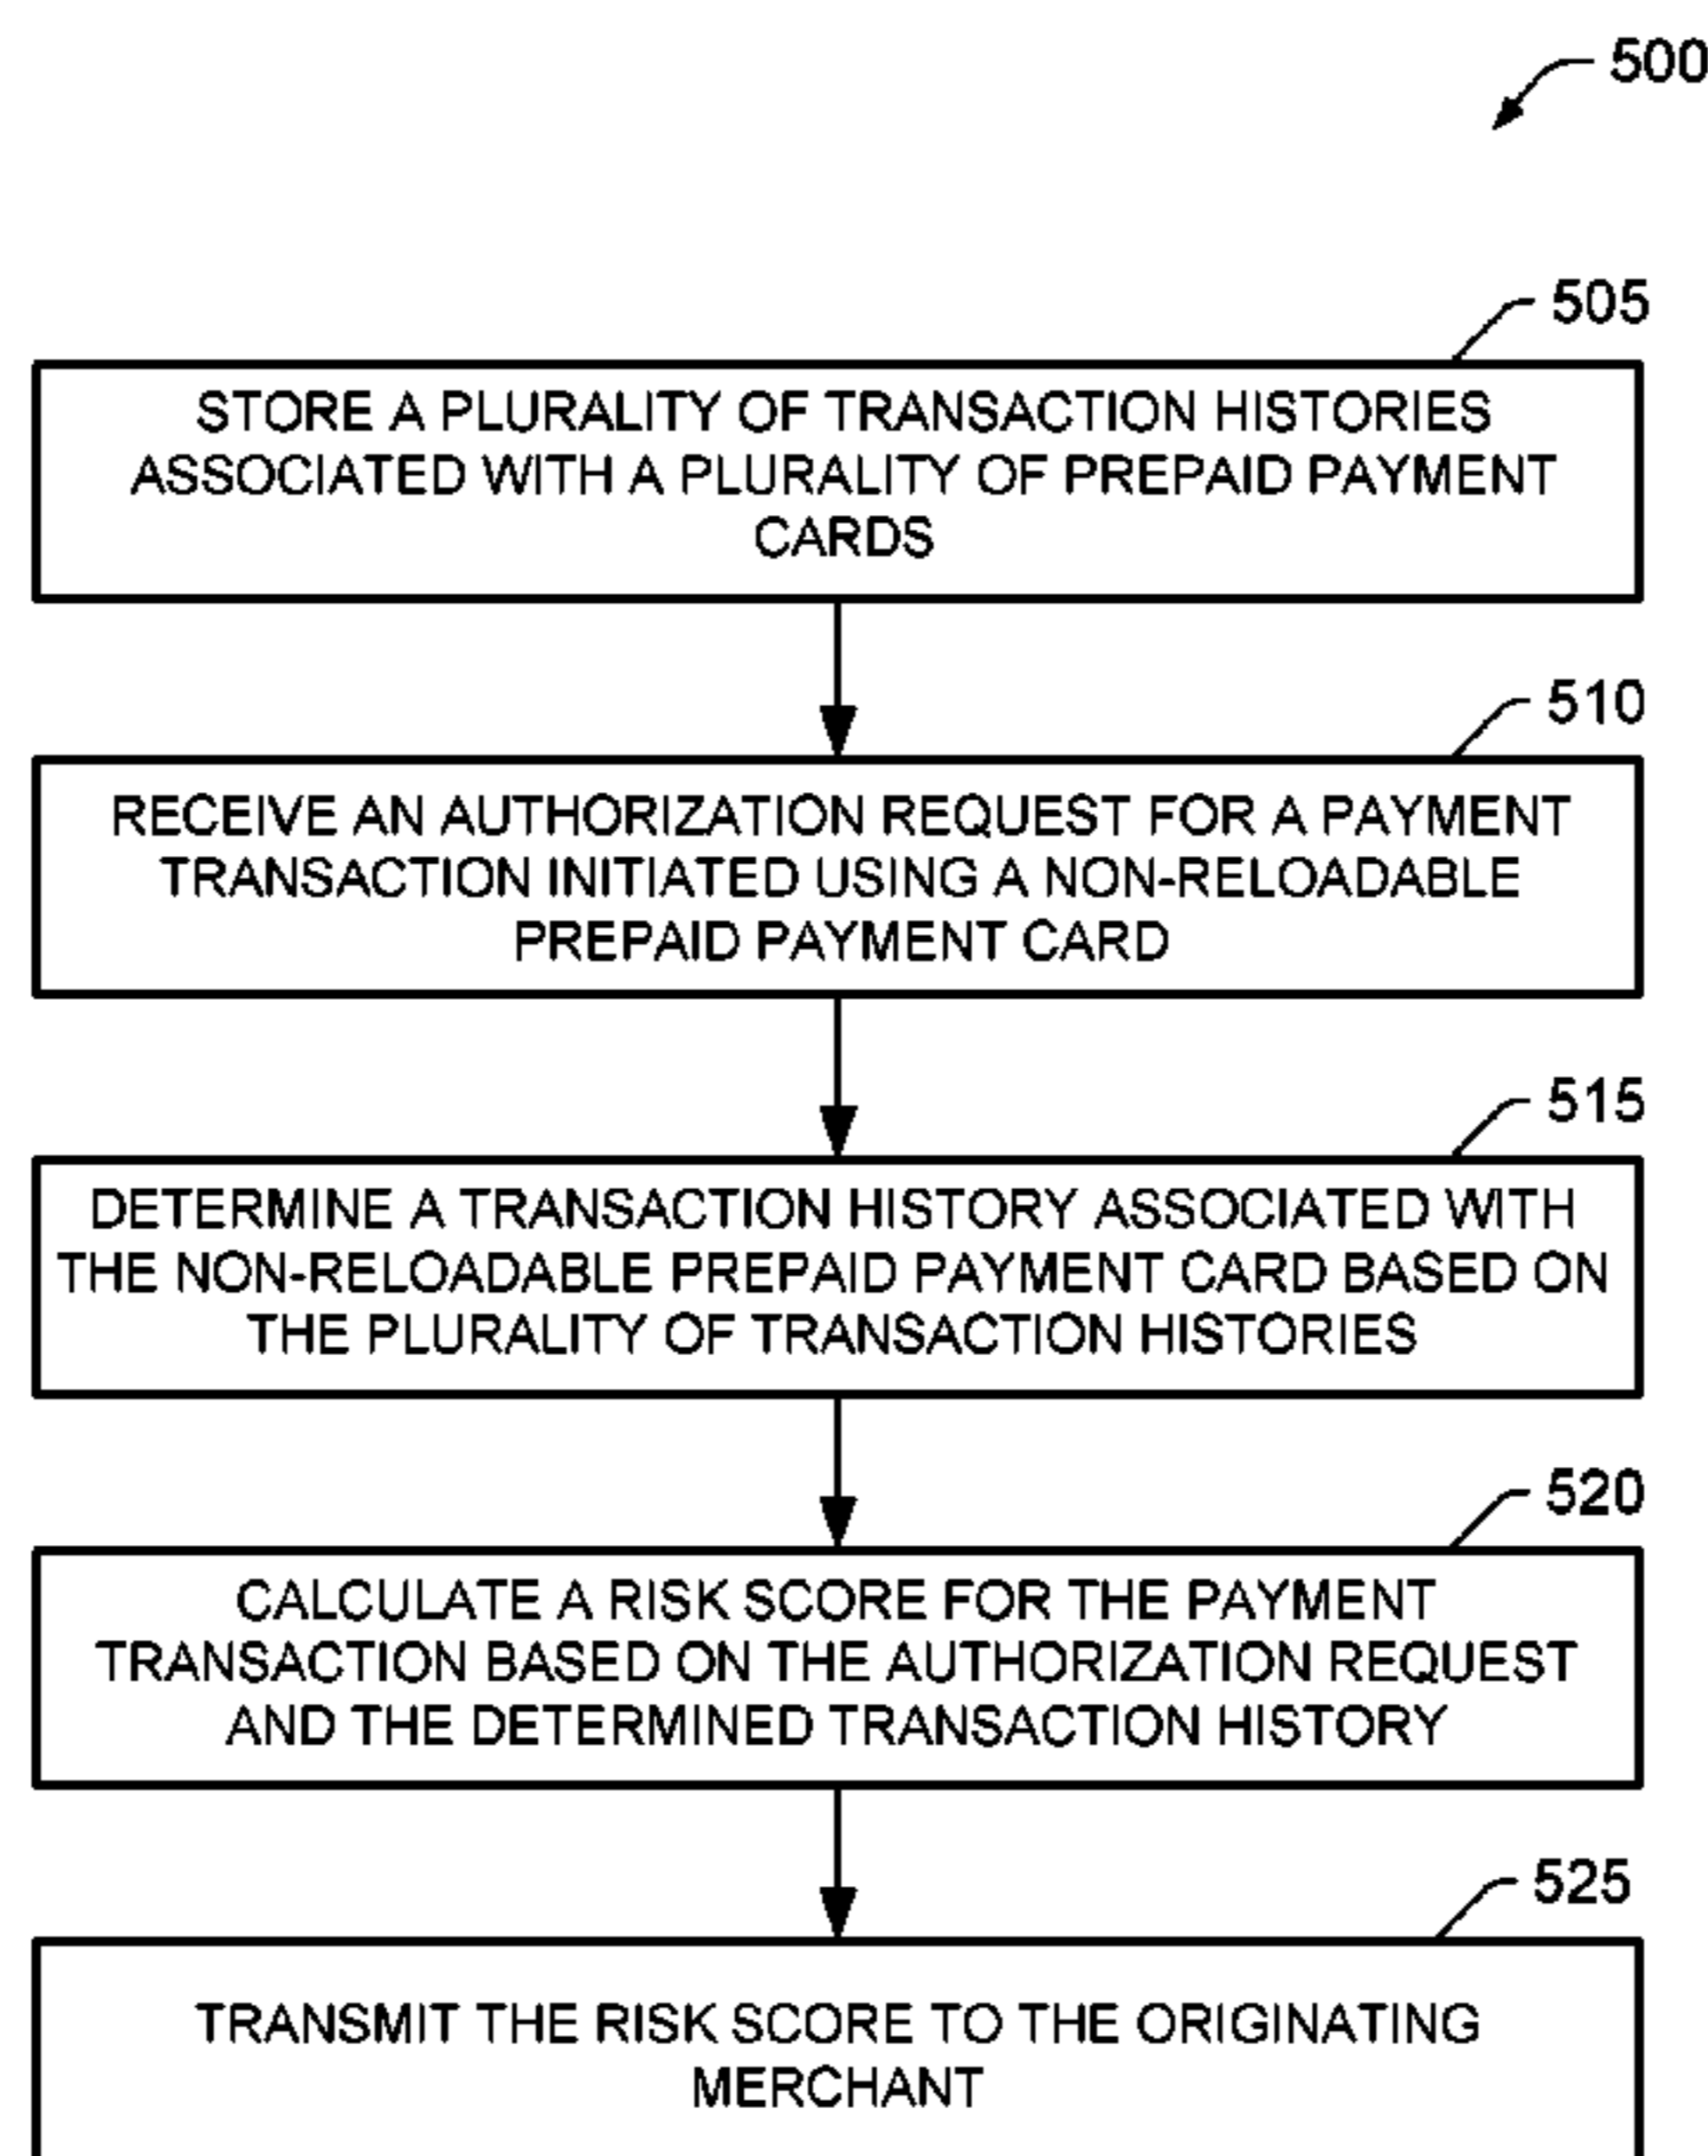 500
505
STORE A PLURALITY OF TRANSACTION HISTORIES
ASSOCIATED WITH A PLURALITY OF PREPAID PAYMENT
CARDS
510
RECEIVE AN AUTHORIZATION REQUEST FOR A PAYMENT
TRANSACTION INITIATED USING A NON-RELOADABLE
PREPAID PAYMENT CARD
515
DETERMINE A TRANSACTION HISTORY ASSOCIATED WITH
THE NON-RELOADABLE PREPAID PAYMENT CARD BASED ON
THE PLURALITY OF TRANSACTION HISTORIES
520
CALCULATE A RISK SCORE FOR THE PAYMENT
TRANSACTION BASED ON THE AUTHORIZATION REQUEST
AND THE DETERMINED TRANSACTION HISTORY
525
TRANSMIT THE RISK SCORE TO THE ORIGINATING
MERCHANT